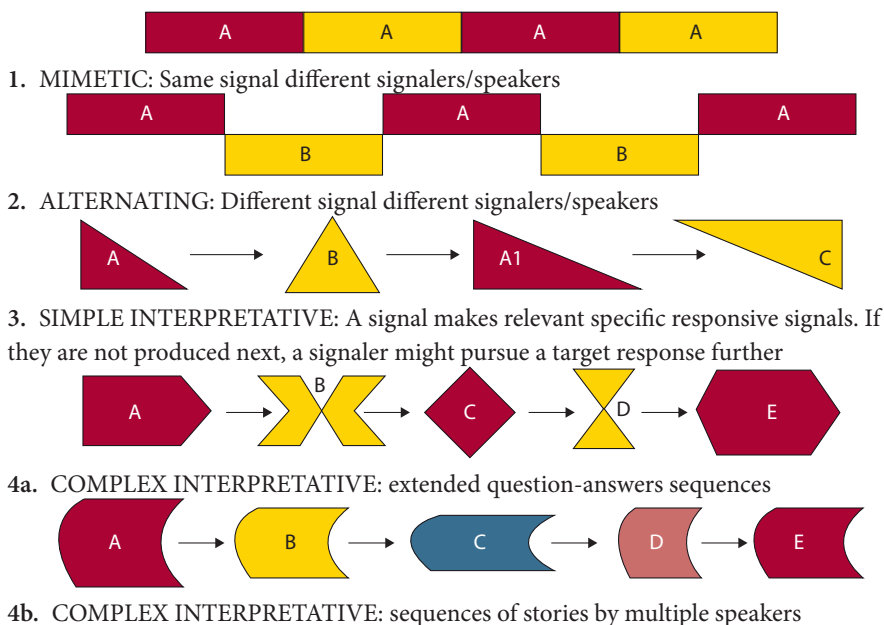 A A A A
1. MIMETIC: Same signal different signalers/speakers
A A A
B B
2. ALTERNATING: Different signal different signalers/speakers
A B A1 C
3. SIMPLE INTERPRETATIVE: A signal makes relevant specific responsive signals. If
they are not produced next, a signaler might pursue a target response further
A B C D E
4a. COMPLEX INTERPRETATIVE: extended question-answers sequences
A B C D E
4b. COMPLEX INTERPRETATIVE: sequences of stories by multiple speakers